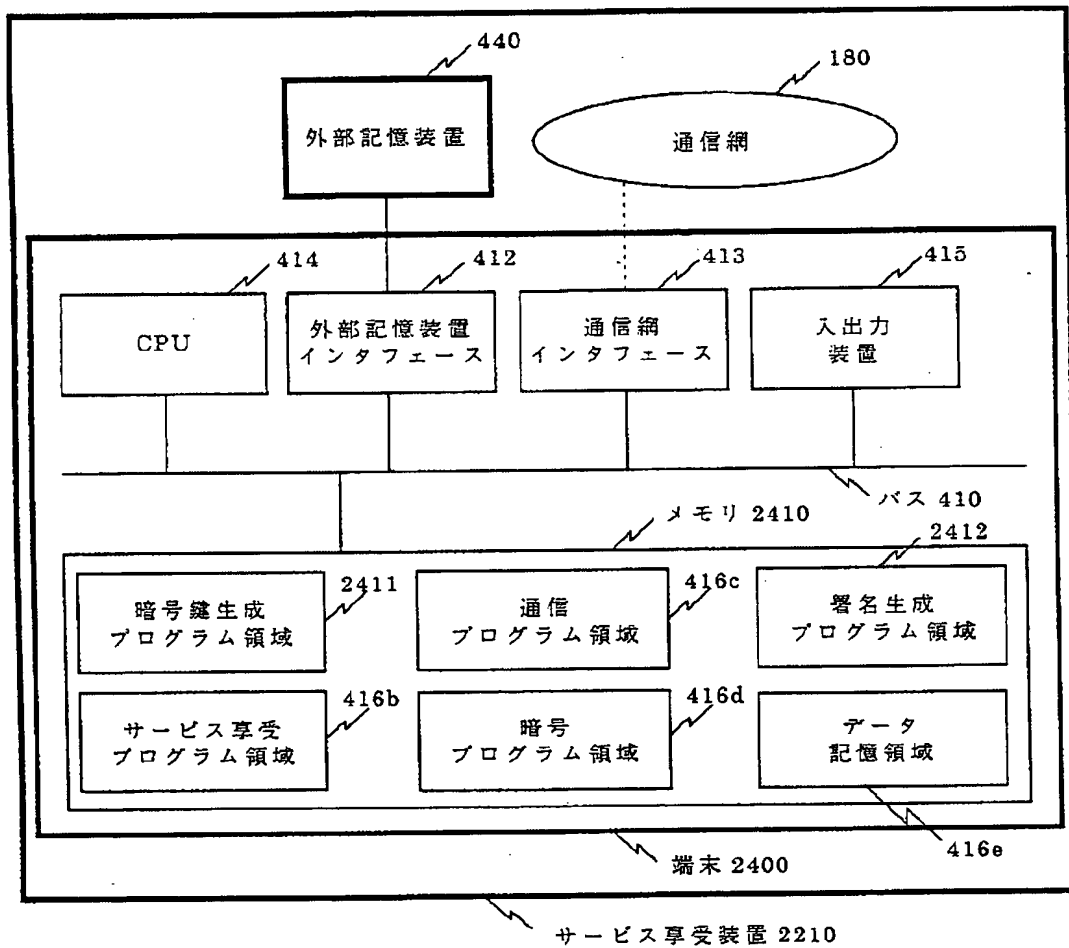 440
180
外部記憶装置
通信網
414
412
413
415
CPU
外部記憶装置
インタフェース
通信網
インタフェース
入出力
装置
バス 410
メモリ 2410
2412
2411
416c
暗号鍵生成
プログラム領域
通信
プログラム領域
署名生成
プログラム領域
416b
416d
サービス享受
プログラム領域
暗号
プログラム領域
データ
記憶領域
416e
端末 2400
サービス享受装置 2210